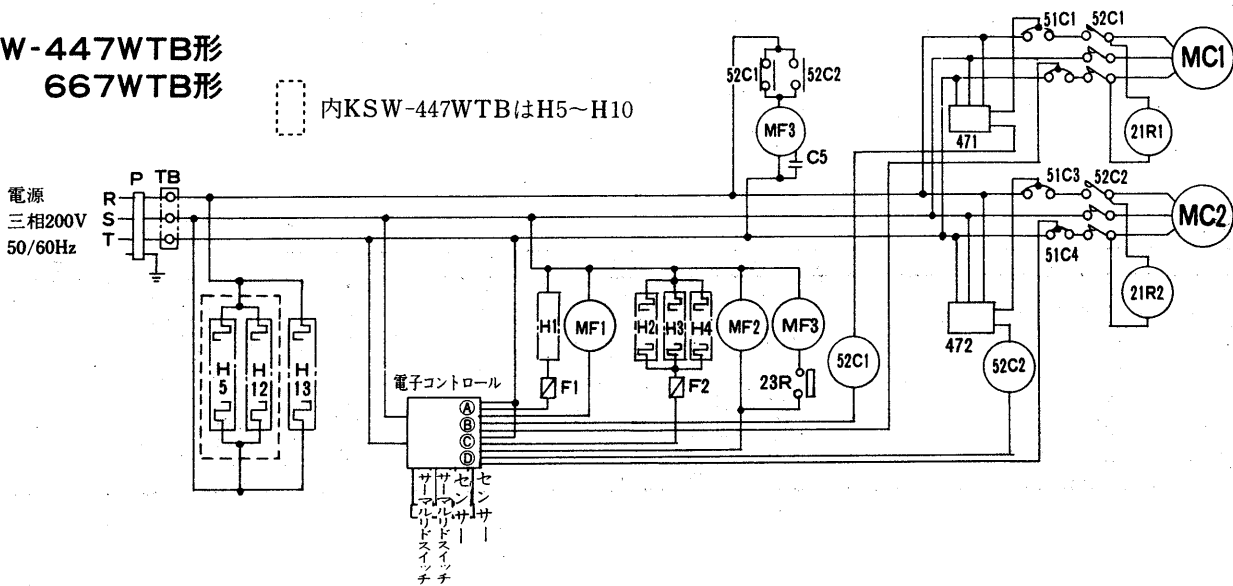 W-447WTB形
667WTB形
内KSW-447WTBはH5~H10
電源
三相200V
50/60Hz
P TB
R
S
T
52C1
52C2
MF3
C5
51C1 52C1
MC1
471
21R1
51C3 52C2
MC2
51C4
472
21R2
52C1
52C2
H5
H12
H13
H1
MF1
F1
H2
H3
H4
F2
MF2
MF3
23R
電子コントロール
A
B
C
D
サーマルリードスイッチ
サーマルリードスイッチ
センサー
センサー